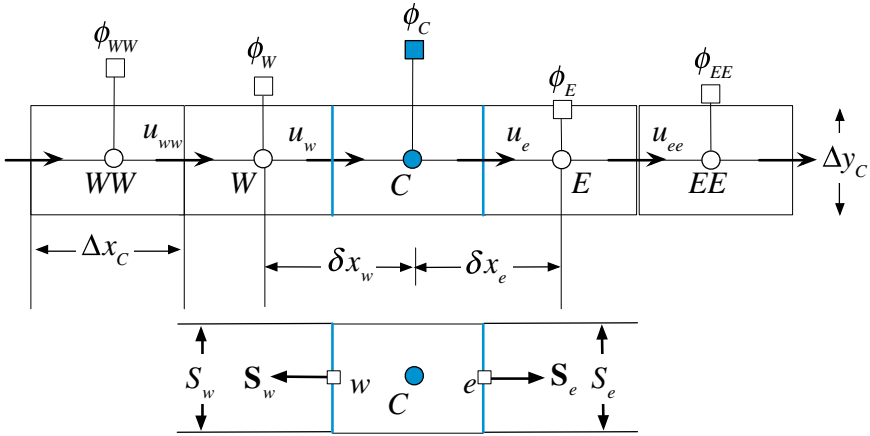 ϕ_WW ϕ_W ϕ_C ϕ_E ϕ_EE
u_ww u_w u_e u_ee
WW W C E EE Δy_C
Δx_C δx_w δx_e
S_w S_w w C e S_e S_e